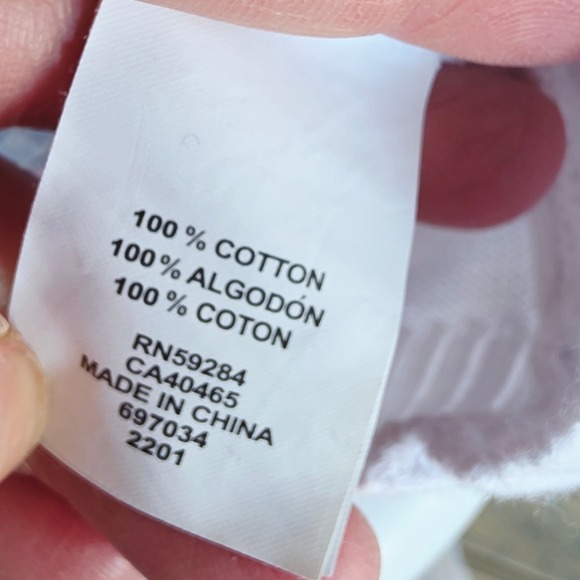 100 % COTTON
100% ALGODÓN
100 % COTON
RN59284
CA40465
MADE IN CHINA
697034
2201